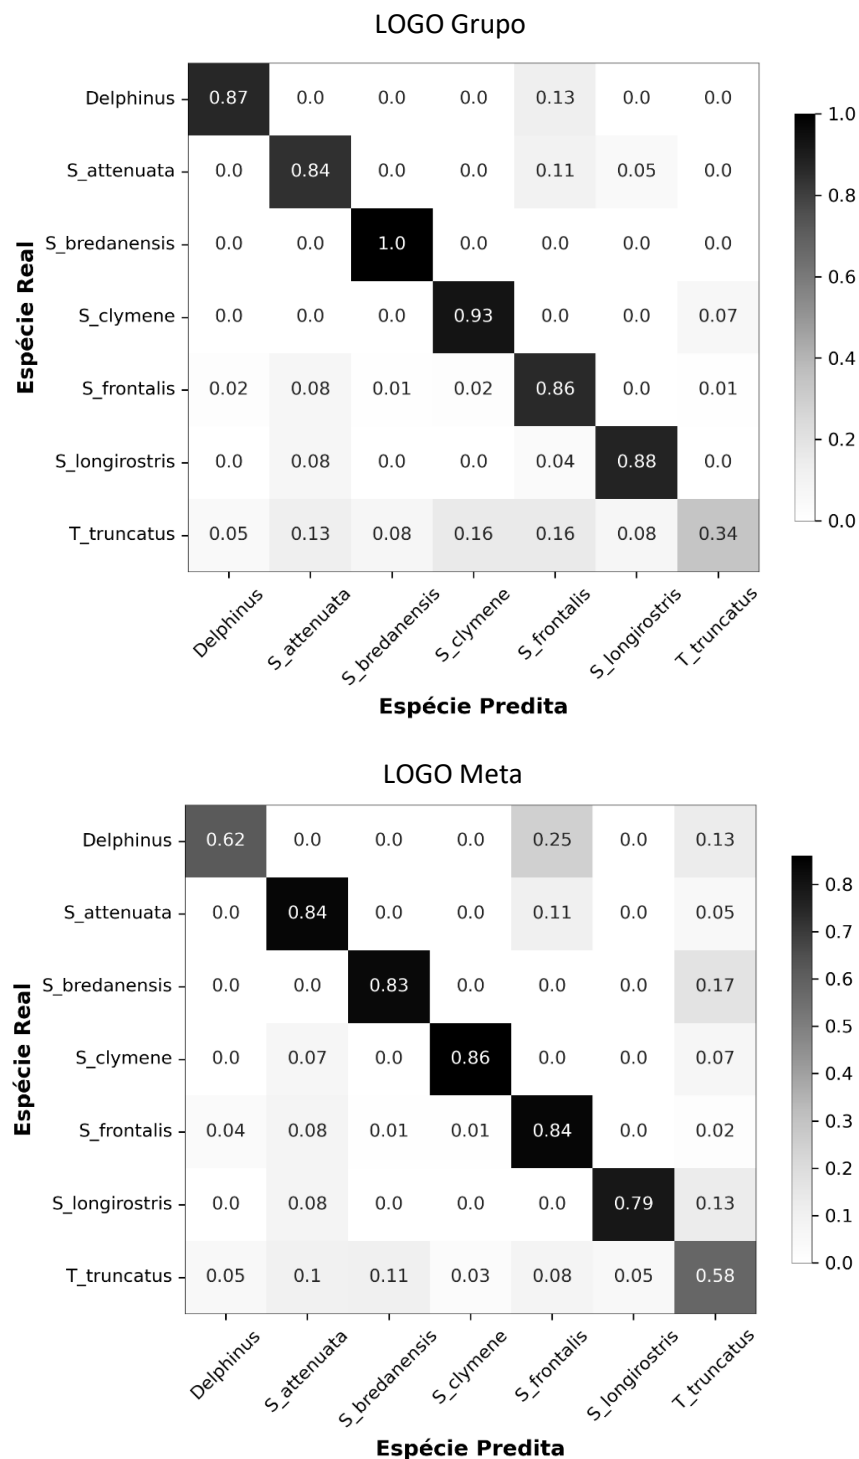 LOGO Grupo
Espécie Real
Delphinus 0.87 0.0 0.0 0.0 0.13 0.0 0.0
S_attenuata 0.0 0.84 0.0 0.0 0.11 0.05 0.0
S_bredanensis 0.0 0.0 1.0 0.0 0.0 0.0 0.0
S_clymene 0.0 0.0 0.0 0.93 0.0 0.0 0.07
S_frontalis 0.02 0.08 0.01 0.02 0.86 0.0 0.01
S_longirostris 0.0 0.08 0.0 0.0 0.04 0.88 0.0
T_truncatus 0.05 0.13 0.08 0.16 0.16 0.08 0.34
Delphinus S_attenuata S_bredanensis S_clymene S_frontalis S_longirostris T_truncatus
Espécie Predita
1.0
0.8
0.6
0.4
0.2
0.0
LOGO Meta
Espécie Real
Delphinus 0.62 0.0 0.0 0.0 0.25 0.0 0.13
S_attenuata 0.0 0.84 0.0 0.0 0.11 0.0 0.05
S_bredanensis 0.0 0.0 0.83 0.0 0.0 0.0 0.17
S_clymene 0.0 0.07 0.0 0.86 0.0 0.0 0.07
S_frontalis 0.04 0.08 0.01 0.01 0.84 0.0 0.02
S_longirostris 0.0 0.08 0.0 0.0 0.0 0.79 0.13
T_truncatus 0.05 0.1 0.11 0.03 0.08 0.05 0.58
Delphinus S_attenuata S_bredanensis S_clymene S_frontalis S_longirostris T_truncatus
Espécie Predita
0.8
0.7
0.6
0.5
0.4
0.3
0.2
0.1
0.0